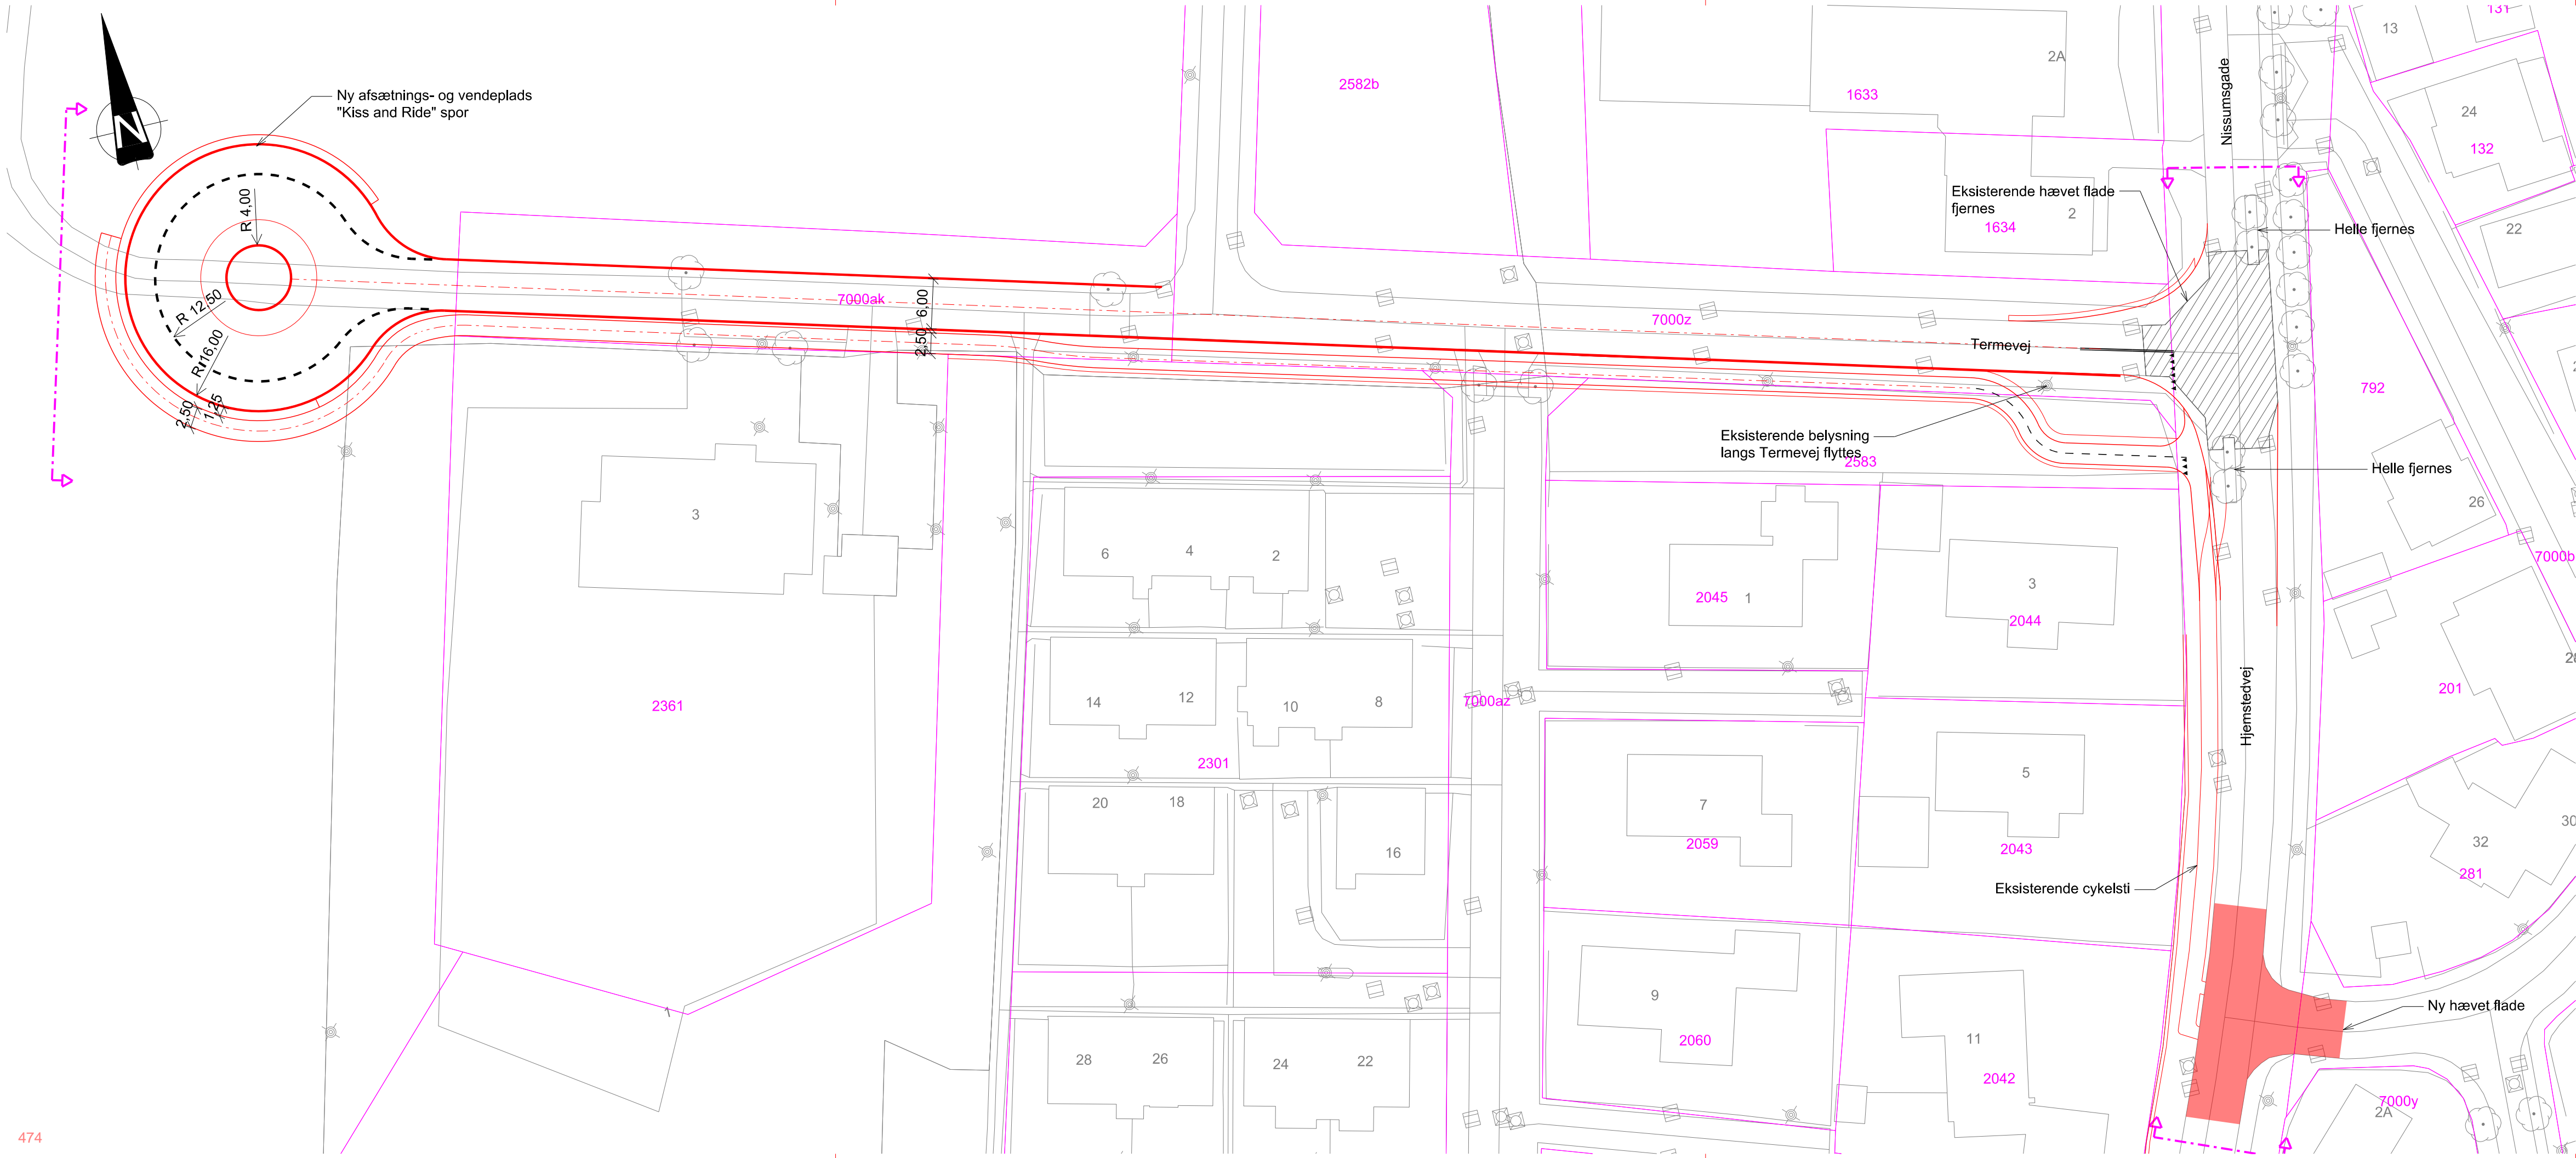 Ny afsætnings- og vendeplads
"Kiss and Ride" spor
N
R 4,00
R 12,50
R 16,00
2,50
1,25
7000ak
6,00
2,50
2582b
1633
2A
1634
2
Nissumsgade
Eksisterende hævet flade
fjernes
Helle fjernes
7000z
Termevej
Eksisterende belysning
langs Termevej flyttes
2583
Helle fjernes
13
131
24
132
22
792
26
7000b
201
3
2361
6
4
2
14
12
10
8
2301
20
18
16
28
26
24
22
7000az
2045
1
3
2044
7
2059
5
2043
9
2060
11
2042
Hjemstedvej
Eksisterende cykelsti
32
30
281
Ny hævet flade
7000y
2A
474